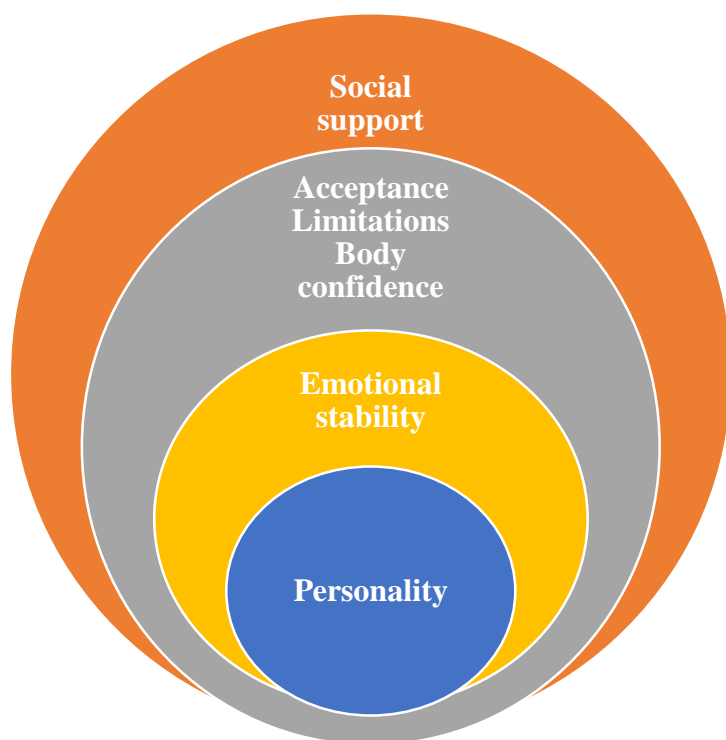 Social
support
Acceptance
Limitations
Body
confidence
Emotional
stability
Personality